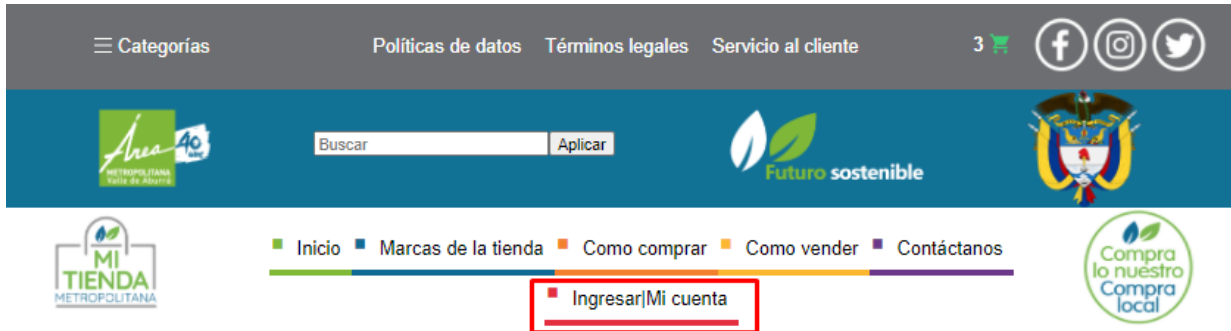 Categorías
Políticas de datos Términos legales Servicio al cliente 3
Área 40
METROPOLITANA
Valle de Aburrá
Buscar Aplicar
Futuro sostenible
MI
TIENDA
METROPOLITANA
Inicio Marcas de la tienda Como comprar Como vender Contáctanos
Ingresar|Mi cuenta
Compra
lo nuestro
Compra
local